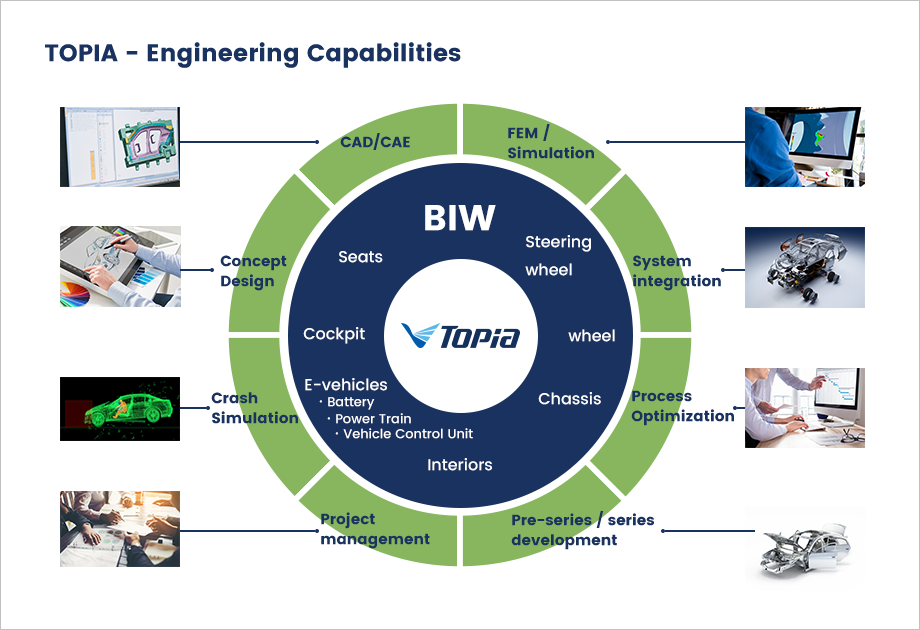 TOPIA - Engineering Capabilities
CAD/CAE
FEM /
Simulation
Concept
Design
System
integration
Crash
Simulation
Process
Optimization
Project
management
Pre-series / series
development
BIW
Seats
Steering
wheel
Cockpit
wheel
E-vehicles
· Battery
· Power Train
· Vehicle Control Unit
Chassis
Interiors
Topia